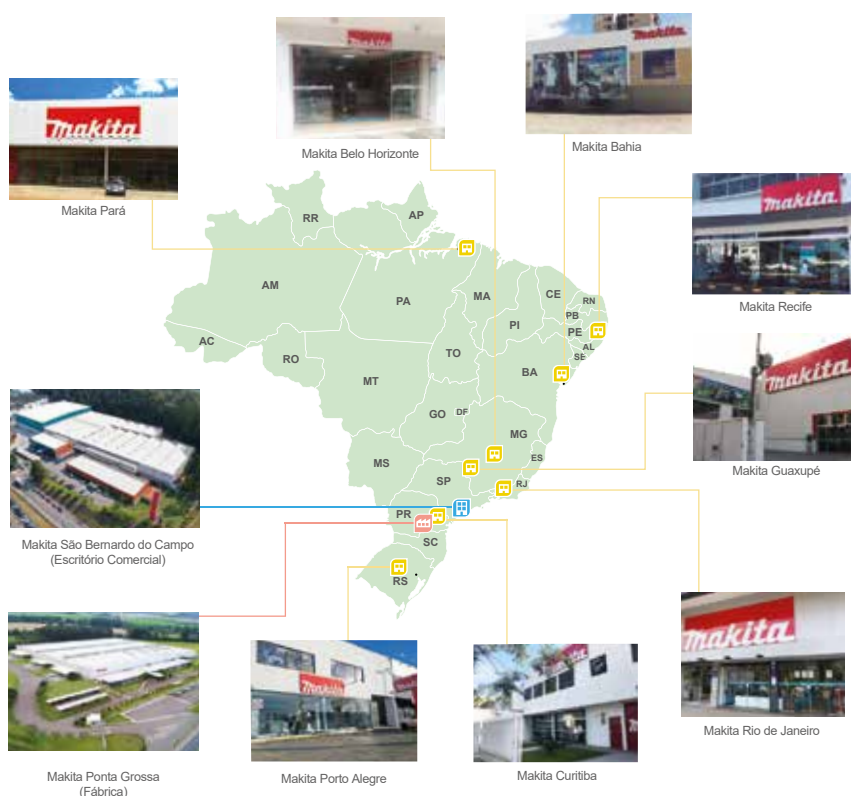 makita
Makita Belo Horizonte
makita
Makita Bahia
makita
Makita Pará
makita
Makita Recife
makita
Makita Guaxupé
RR
AP
AM
PA
MA
CE
RN
PB
PE
AL
SE
PI
AC
RO
TO
BA
MT
GO
DF
MG
ES
MS
SP
RJ
PR
SC
RS
Makita São Bernardo do Campo
(Escritório Comercial)
Makita Ponta Grossa
(Fábrica)
makita
Makita Porto Alegre
Makita Curitiba
makita
Makita Rio de Janeiro